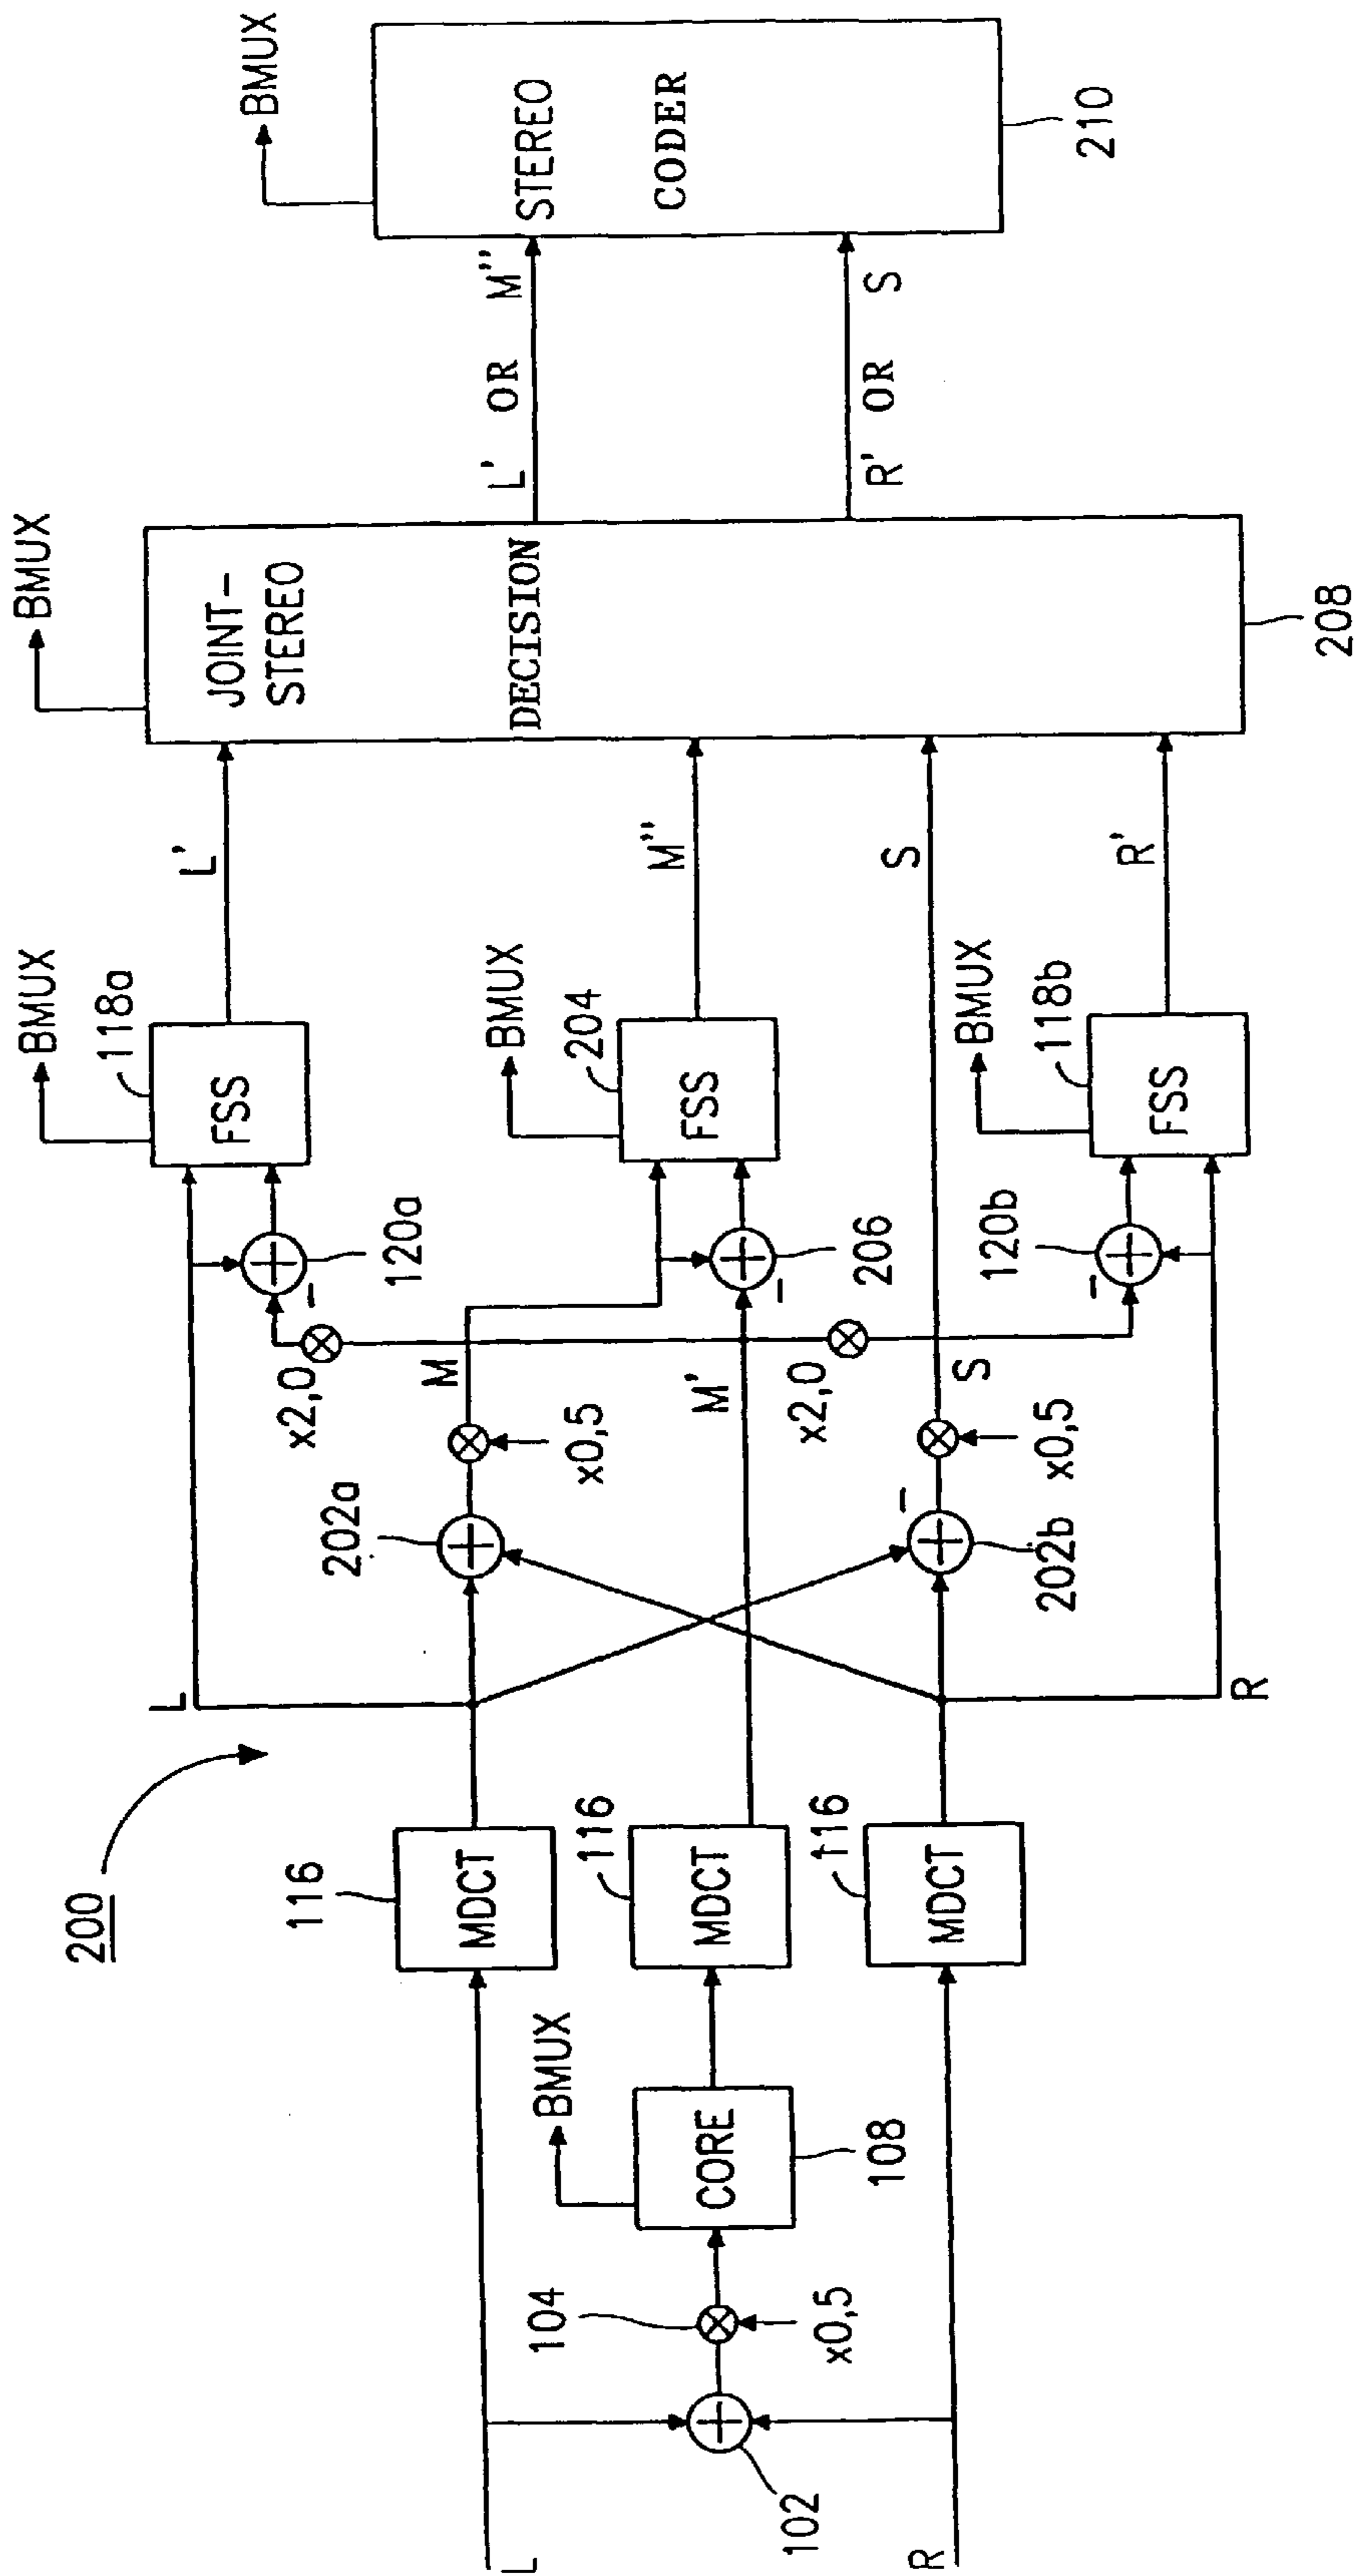 200
L
R
102
104
x0,5
CORE
108
BMUX
116
MDCT
116
MDCT
116
MDCT
L
R
202a
x0,5
M
M'
202b
x0,5
S
x2,0
x2,0
120a
206
120b
FSS
118a
BMUX
FSS
204
BMUX
FSS
118b
BMUX
L'
M''
S
R'
JOINT-
STEREO
DECISION
208
BMUX
L' OR M''
R' OR S
STEREO
CODER
210
BMUX